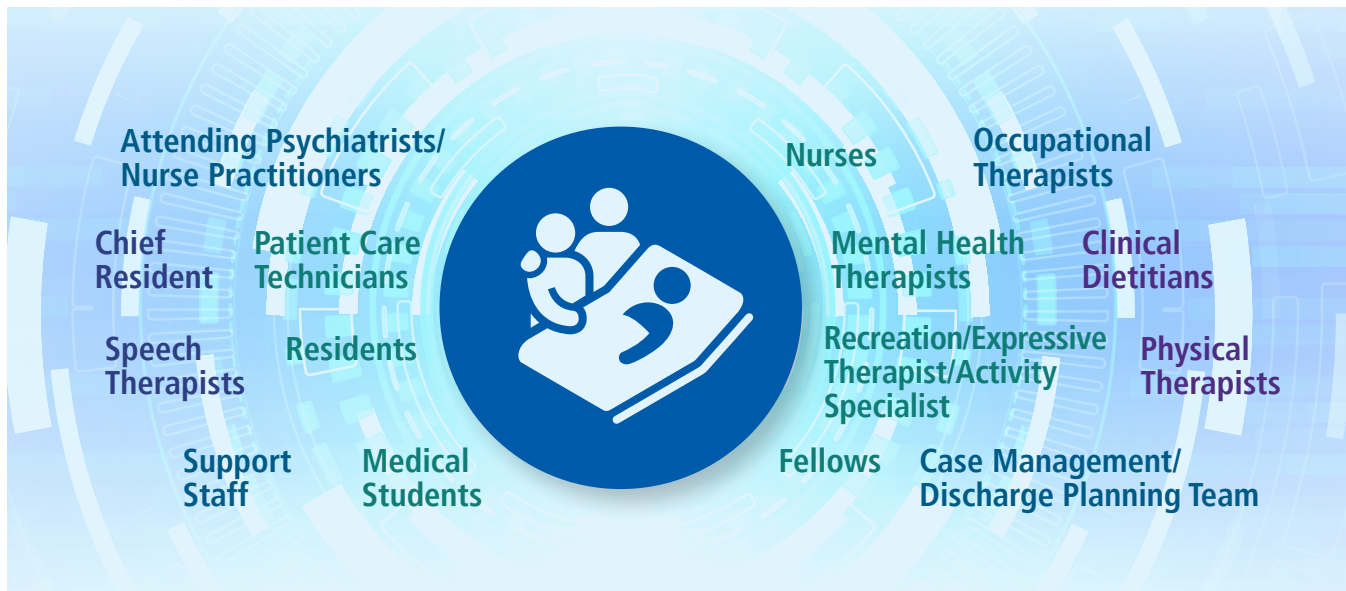 Attending Psychiatrists/
Nurse Practitioners
Chief
Resident
Patient Care
Technicians
Speech
Therapists
Residents
Support
Staff
Medical
Students
Nurses
Occupational
Therapists
Mental Health
Therapists
Clinical
Dietitians
Recreation/Expressive
Therapist/Activity
Specialist
Physical
Therapists
Fellows
Case Management/
Discharge Planning Team